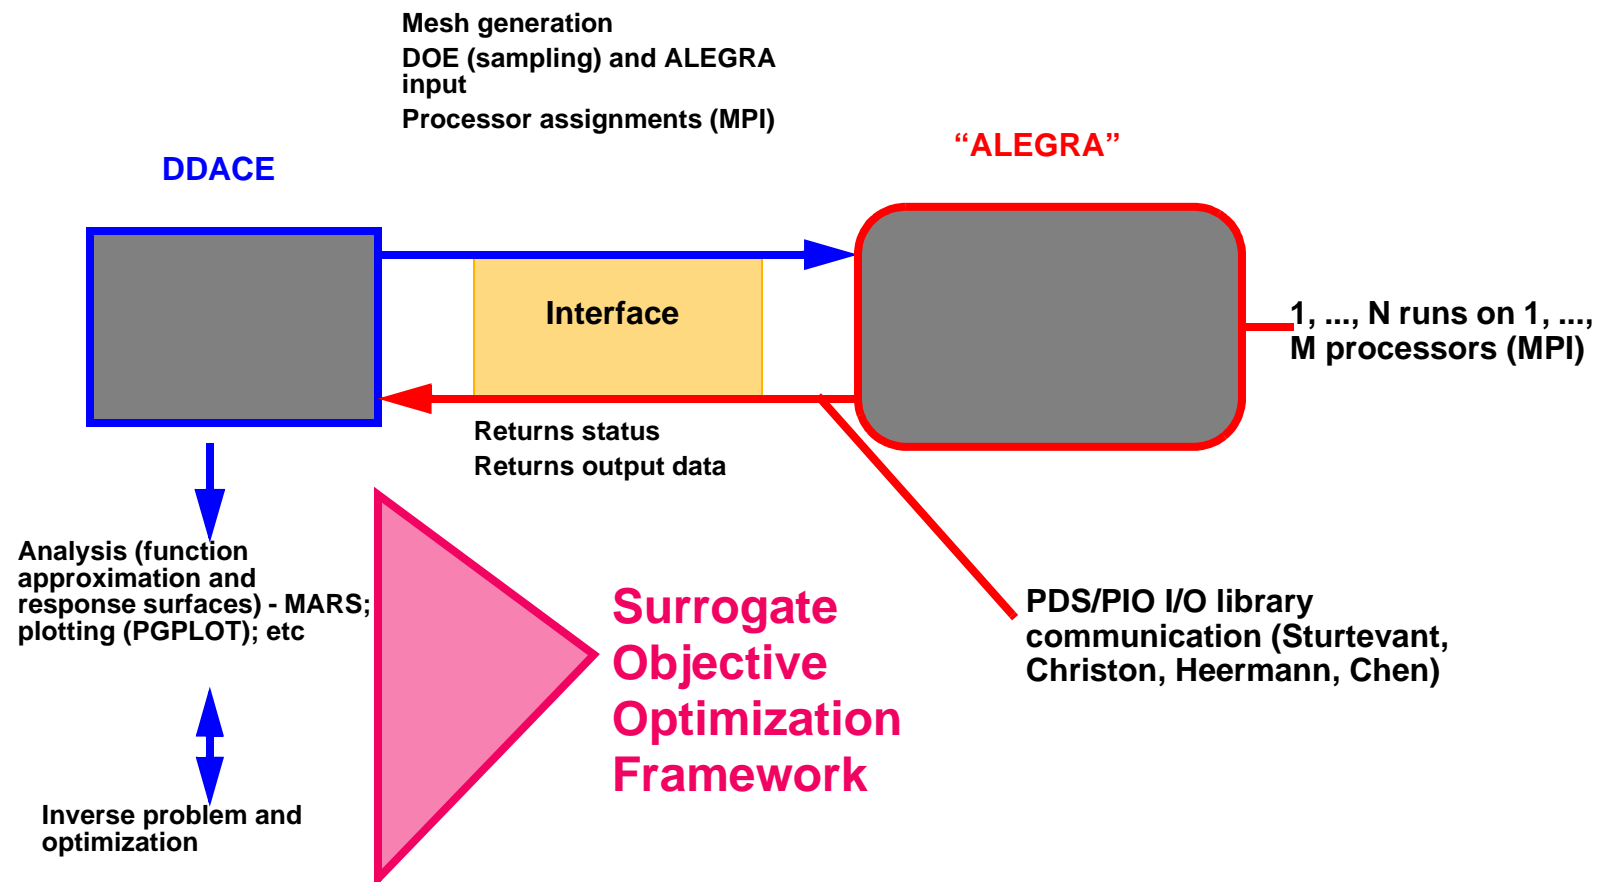 Mesh generation
DOE (sampling) and ALEGRA
input
Processor assignments (MPI)
“ALEGRA”
DDACE
Interface
1, ..., N runs on 1, ...,
M processors (MPI)
Returns status
Returns output data
Analysis (function
approximation and
response surfaces) - MARS;
plotting (PGPLOT); etc
Surrogate
Objective
Optimization
Framework
PDS/PIO I/O library
communication (Sturtevant,
Christon, Heermann, Chen)
Inverse problem and
optimization